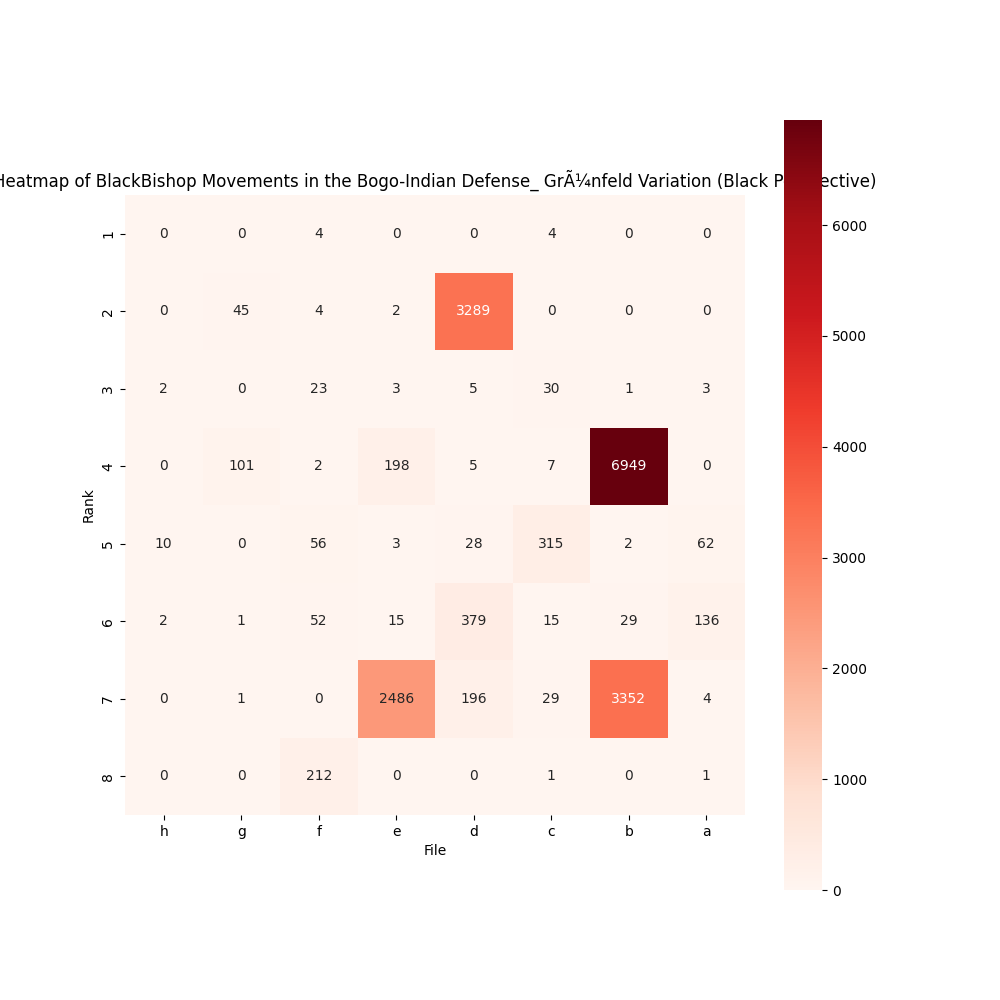 Heatmap of BlackBishop Movements in the Bogo-Indian Defense_ GrÃ¼nfeld Variation (Black P ective)
6000
5000
4000
3000
2000
1000
0
Rank
1 0 0 4 0 0 4 0 0
2 0 45 4 2 3289 0 0 0
3 2 0 23 3 5 30 1 3
4 0 101 2 198 5 7 6949 0
5 10 0 56 3 28 315 2 62
6 2 1 52 15 379 15 29 136
7 0 1 0 2486 196 29 3352 4
8 0 0 212 0 0 1 0 1
h g f e d c b a
File